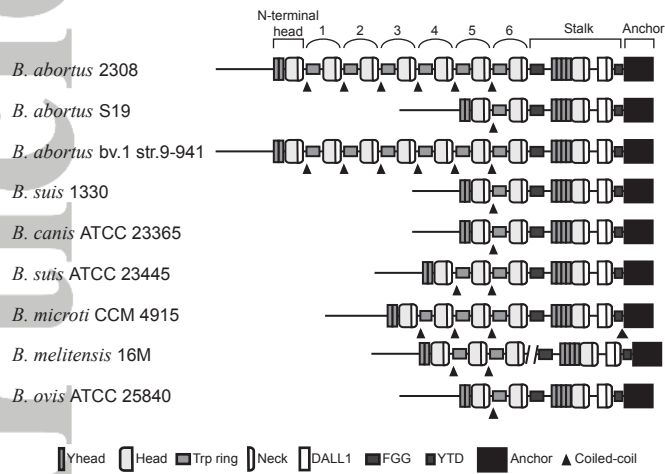 N-terminal
head 1 2 3 4 5 6 Stalk Anchor
B. abortus 2308
B. abortus S19
B. abortus bv.1 str.9-941
B. suis 1330
B. canis ATCC 23365
B. suis ATCC 23445
B. microti CCM 4915
B. melitensis 16M
B. ovis ATCC 25840
Yhead Head Trp ring Neck DALL1 FGG YTD Anchor Coiled-coil